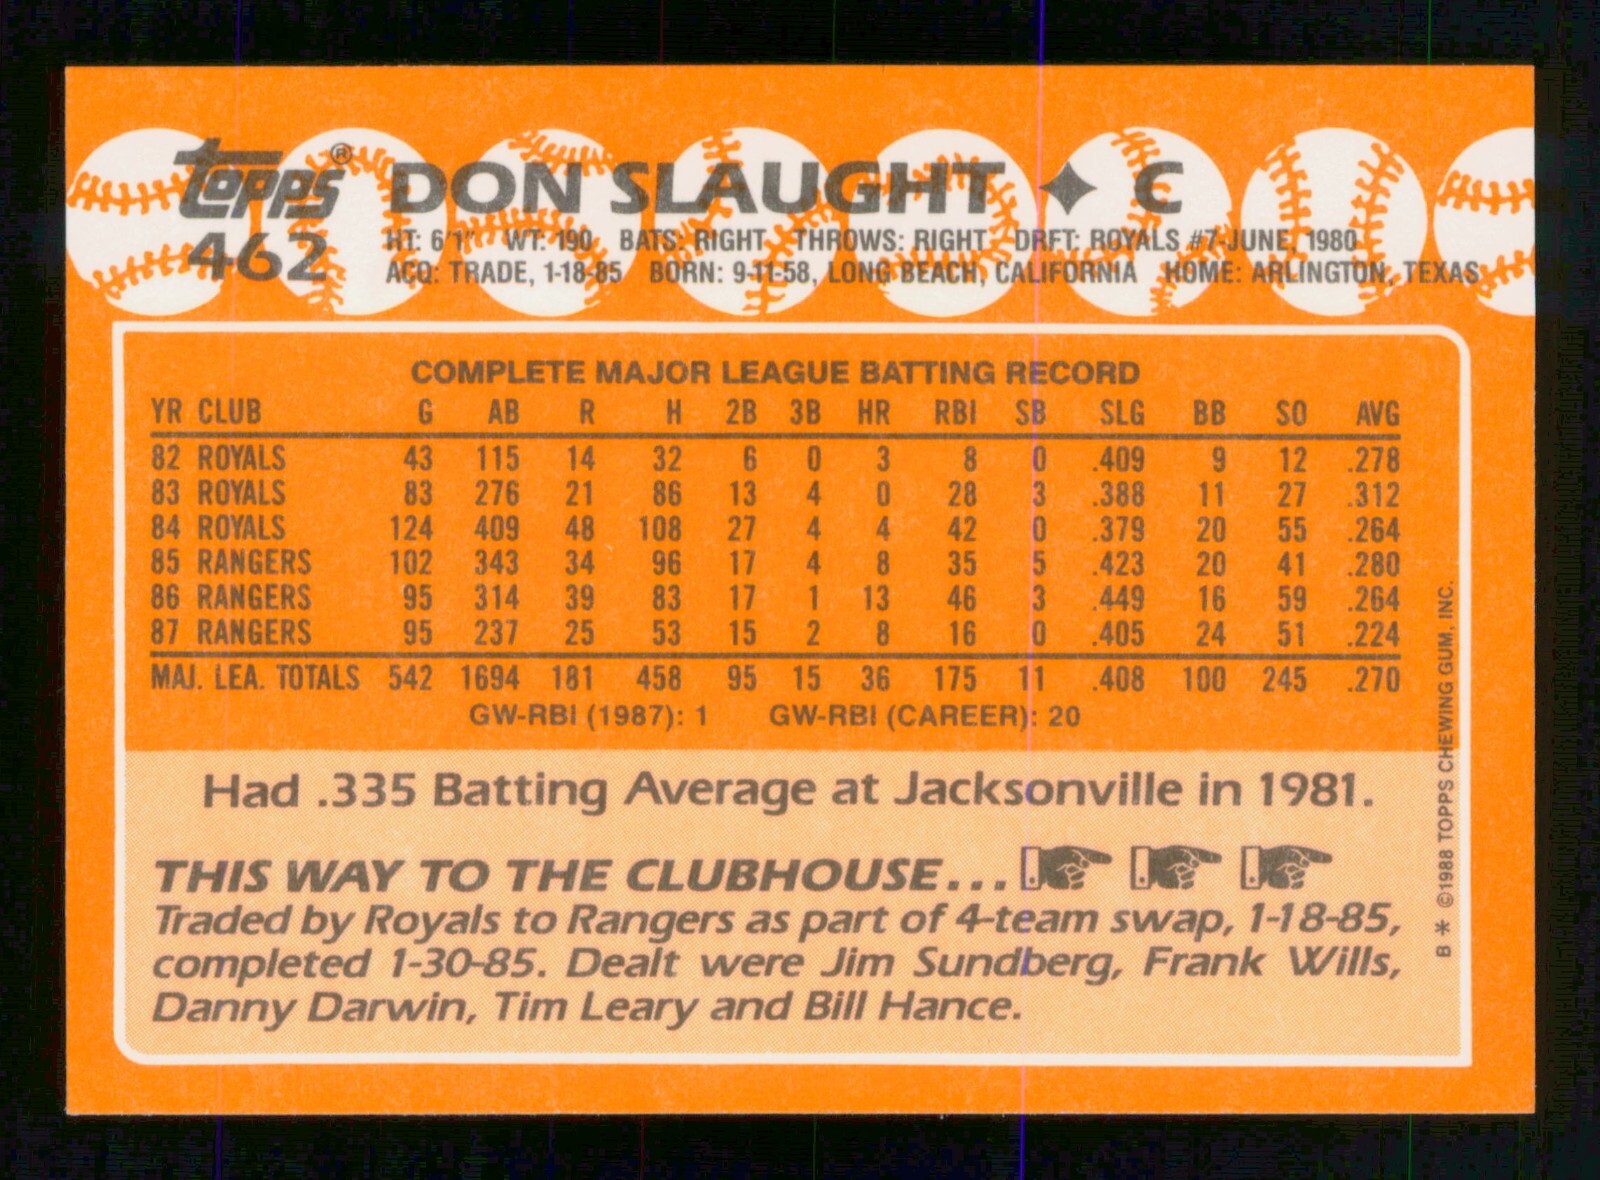 topps® DON SLAUGHT ✦ C
462
HT: 6'1" WT: 190 BATS: RIGHT THROWS: RIGHT DRFT: ROYALS #7-JUNE, 1980
ACQ: TRADE, 1-18-85 BORN: 9-11-58, LONG BEACH, CALIFORNIA HOME: ARLINGTON, TEXAS
COMPLETE MAJOR LEAGUE BATTING RECORD
YR CLUB G AB R H 2B 3B HR RBI SB SLG BB SO AVG
82 ROYALS 43 115 14 32 6 0 3 8 0 .409 9 12 .278
83 ROYALS 83 276 21 86 13 4 0 28 3 .388 11 27 .312
84 ROYALS 124 409 48 108 27 4 4 42 0 .379 20 55 .264
85 RANGERS 102 343 34 96 17 4 8 35 5 .423 20 41 .280
86 RANGERS 95 314 39 83 17 1 13 46 3 .449 16 59 .264
87 RANGERS 95 237 25 53 15 2 8 16 0 .405 24 51 .224
MAJ. LEA. TOTALS 542 1694 181 458 95 15 36 175 11 .408 100 245 .270
GW-RBI (1987): 1 GW-RBI (CAREER): 20
Had .335 Batting Average at Jacksonville in 1981.
THIS WAY TO THE CLUBHOUSE...
Traded by Royals to Rangers as part of 4-team swap, 1-18-85,
completed 1-30-85. Dealt were Jim Sundberg, Frank Wills,
Danny Darwin, Tim Leary and Bill Hance.
B * ©1988 TOPPS CHEWING GUM, INC.